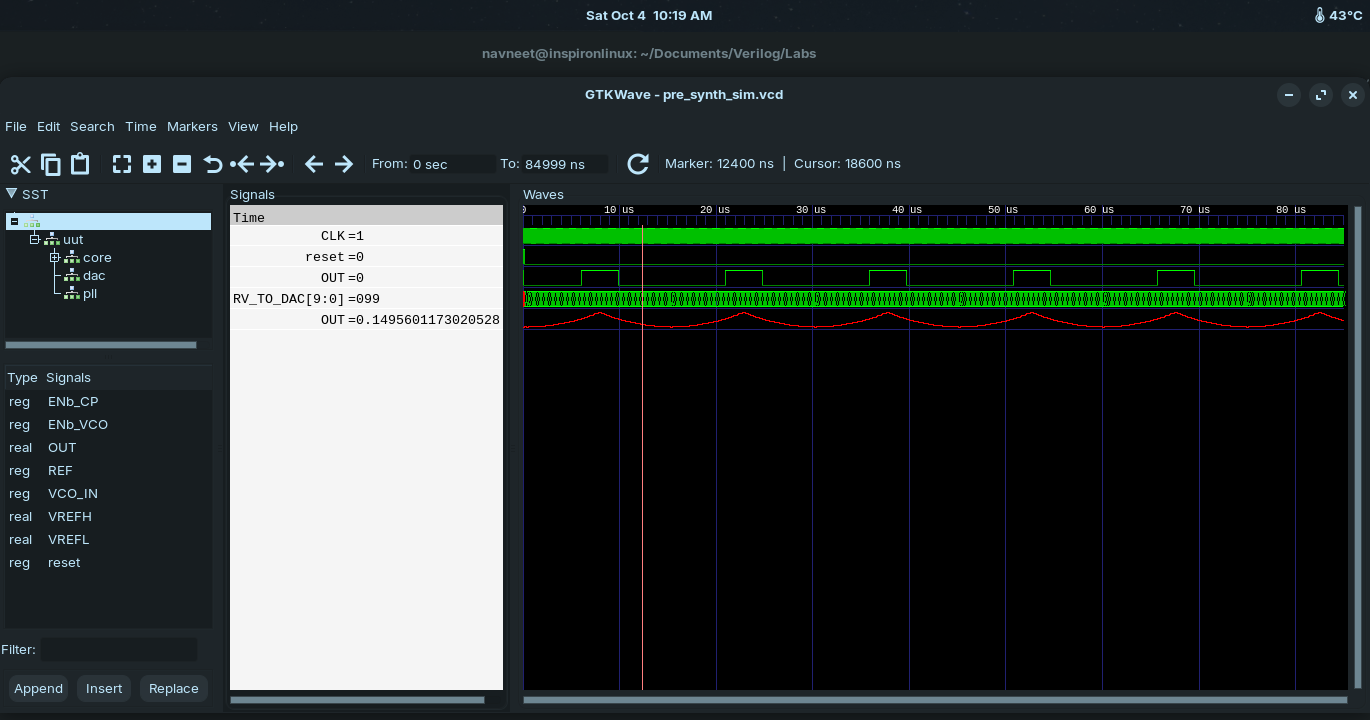 Sat Oct 4 10:19 AM
43°C
navneet@inspironlinux: ~/Documents/Verilog/Labs
GTKWave - pre_synth_sim.vcd
File Edit Search Time Markers View Help
From: 0 sec To: 84999 ns Marker: 12400 ns | Cursor: 18600 ns
SST
uut
core
dac
pll
Type Signals
reg ENb_CP
reg ENb_VCO
real OUT
reg REF
reg VCO_IN
real VREFH
real VREFL
reg reset
Filter:
Append Insert Replace
Signals
Time
CLK =1
reset =0
OUT =0
RV_TO_DAC[9:0] =099
OUT =0.1495601173020528
Waves
0 10 us 20 us 30 us 40 us 50 us 60 us 70 us 80 us